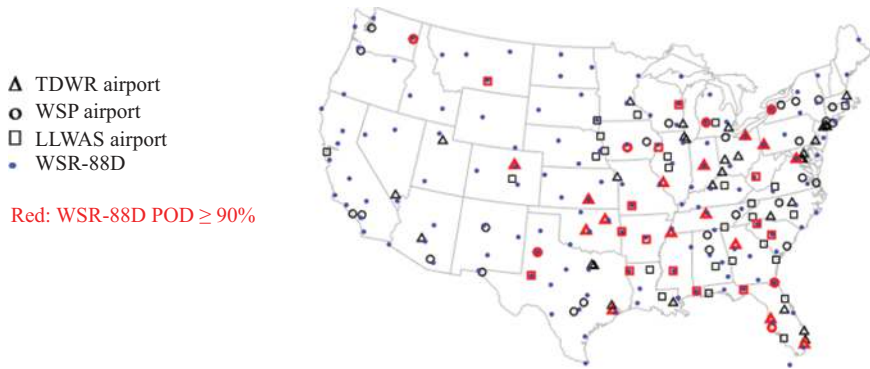 TDWR airport
WSP airport
LLWAS airport
WSR-88D
Red: WSR-88D POD ≥ 90%